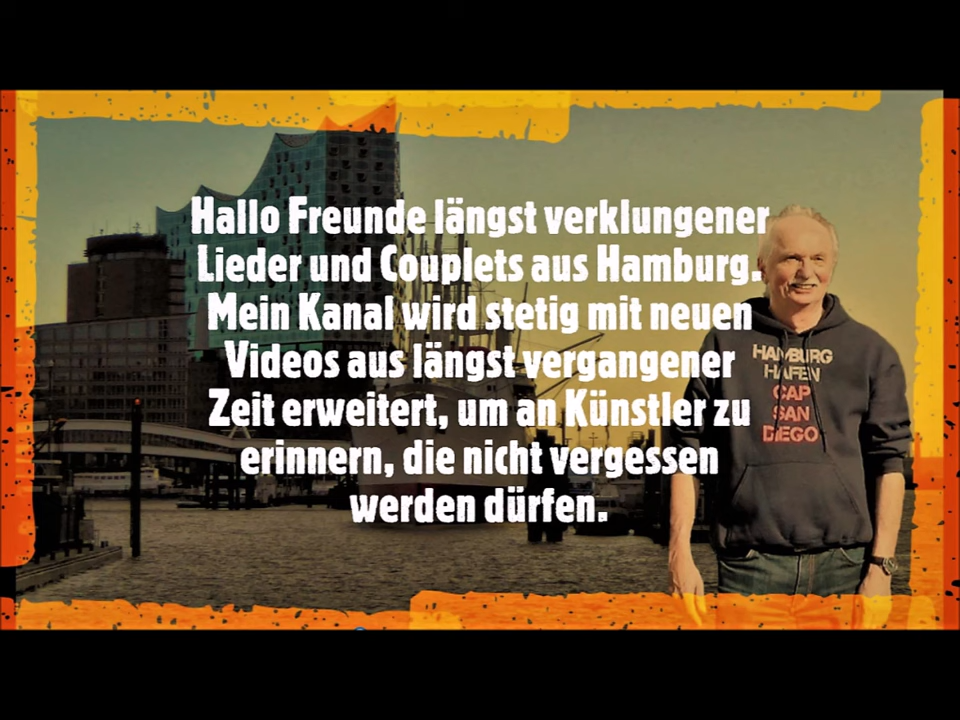 Hallo Freunde längst verklungener
Lieder und Couplets aus Hamburg.
Mein Kanal wird stetig mit neuen
Videos aus längst vergangener
Zeit erweitert, um an Künstler zu
erinnern, die nicht vergessen
werden dürfen.
HAMBURG
HAFEN
CAP
SAN
DIEGO